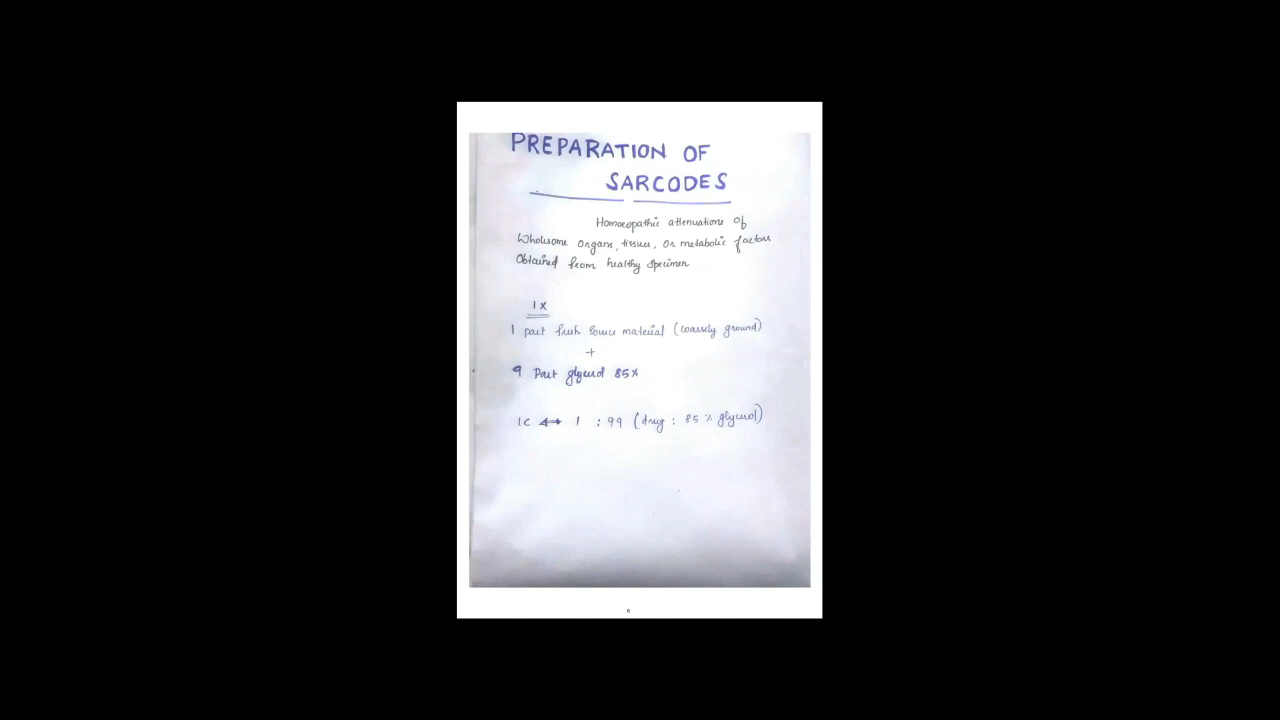 PREPARATION OF
SARCODES
Homoeopathic attenuations of
Wholesome organs, tissues, or metabolic factors
Obtained from healthy specimen
1x
1 part fresh source material (coarsely ground)
+
9 Part glycerol 85%
1c ↔ 1 : 99 (drug : 85 % glycerol)
6